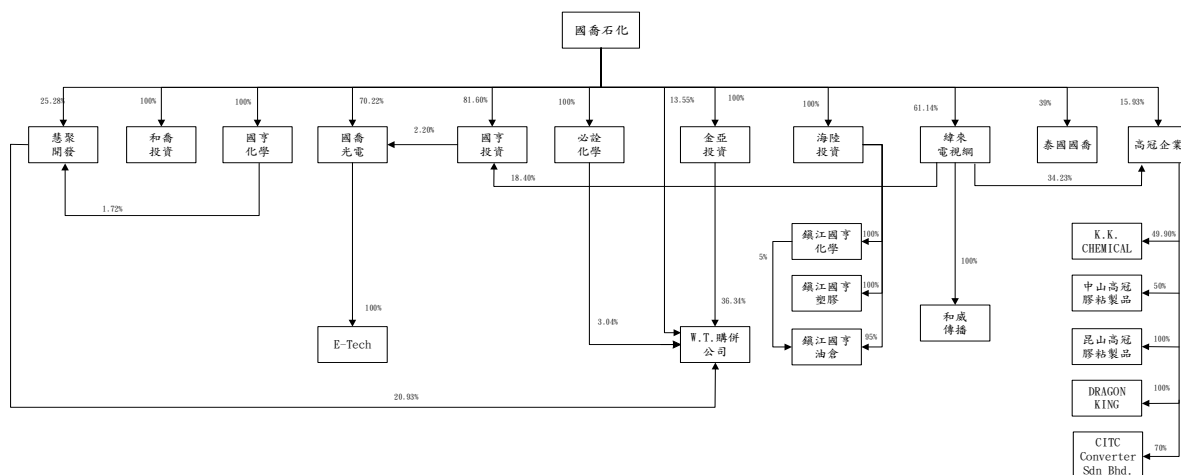 國喬石化
25.28%
100%
100%
70.22%
81.60%
100%
13.55%
100%
100%
61.14%
39%
15.93%
慧聚
開發
和喬
投資
國亨
化學
國喬
光電
2.20%
國亨
投資
必詮
化學
金亞
投資
海陸
投資
緯來
電視網
泰國國喬
高冠企業
18.40%
34.23%
1.72%
鎮江國亨
化學
100%
5%
鎮江國亨
塑膠
100%
鎮江國亨
油倉
95%
100%
和威
傳播
100%
E-Tech
3.04%
36.34%
W.T.購併
公司
20.93%
K.K.
CHEMICAL
49.90%
中山高冠
膠粘製品
50%
昆山高冠
膠粘製品
100%
DRAGON
KING
100%
CITC
Converter
Sdn Bhd.
70%